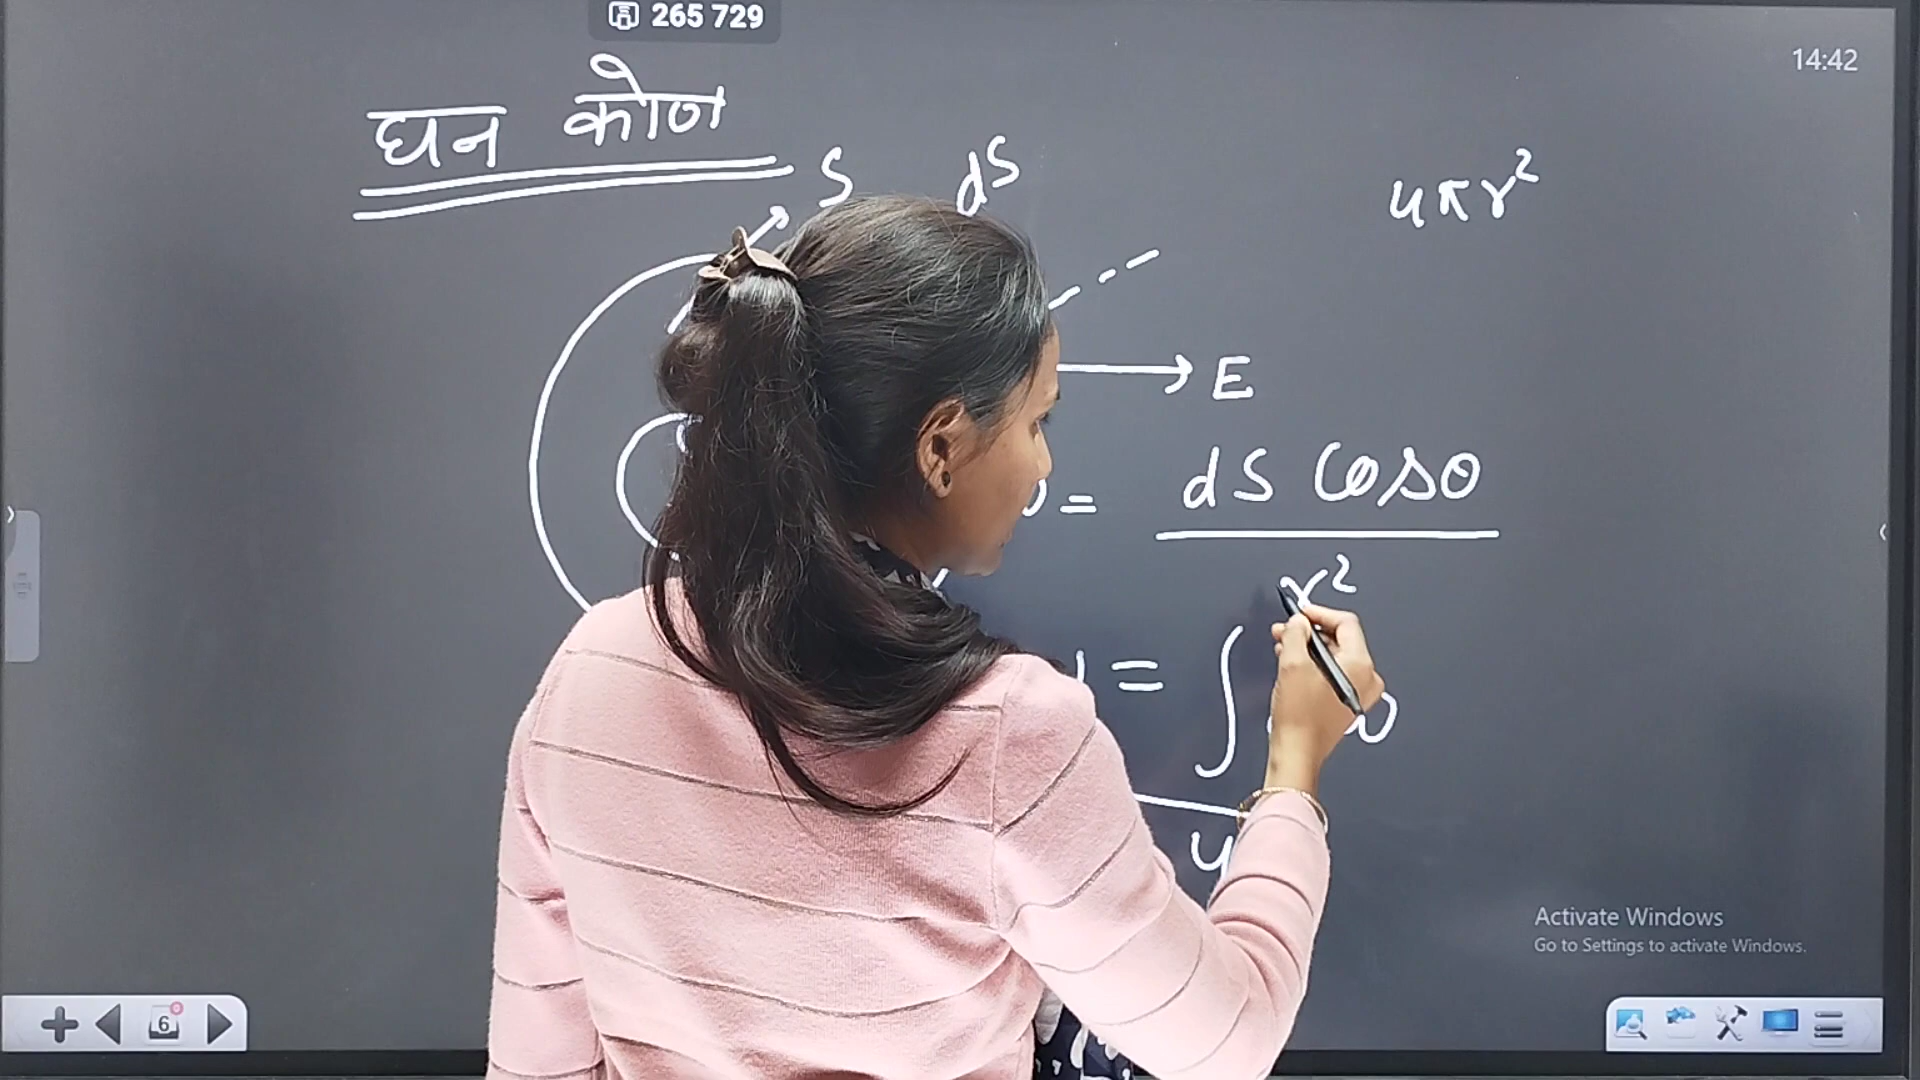 265 729
14:42
घन कोण
S
dS
4πr²
E
= dS cosθ
r²
= ∫ ω
4
Activate Windows
Go to Settings to activate Windows.
6